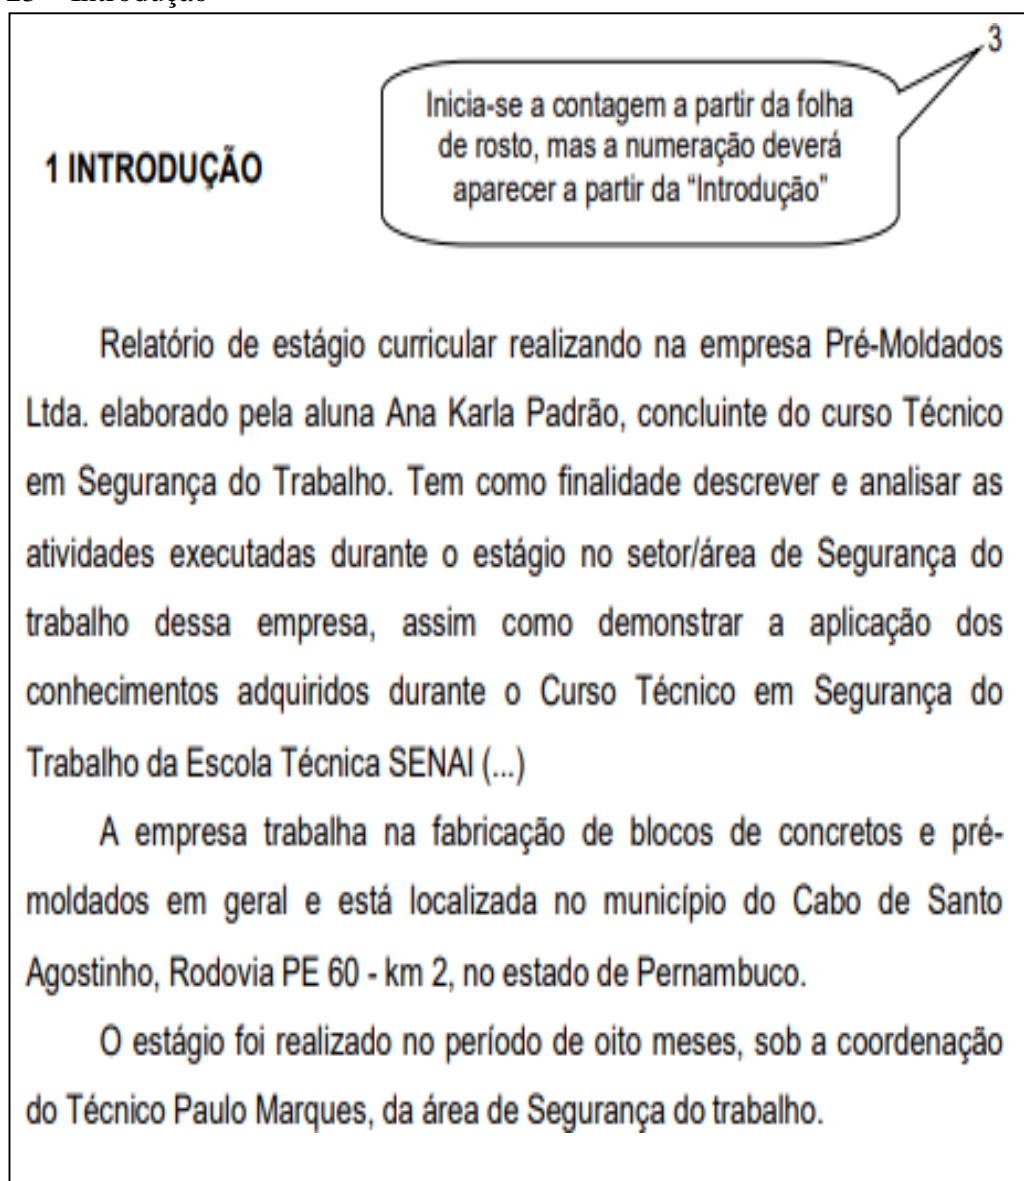 3
Inicia-se a contagem a partir da folha
de rosto, mas a numeração deverá
aparecer a partir da “Introdução”
1 INTRODUÇÃO
Relatório de estágio curricular realizando na empresa Pré-Moldados
Ltda. elaborado pela aluna Ana Karla Padrão, concluinte do curso Técnico
em Segurança do Trabalho. Tem como finalidade descrever e analisar as
atividades executadas durante o estágio no setor/área de Segurança do
trabalho dessa empresa, assim como demonstrar a aplicação dos
conhecimentos adquiridos durante o Curso Técnico em Segurança do
Trabalho da Escola Técnica SENAI (...)
A empresa trabalha na fabricação de blocos de concretos e pré-
moldados em geral e está localizada no município do Cabo de Santo
Agostinho, Rodovia PE 60 - km 2, no estado de Pernambuco.
O estágio foi realizado no período de oito meses, sob a coordenação
do Técnico Paulo Marques, da área de Segurança do trabalho.